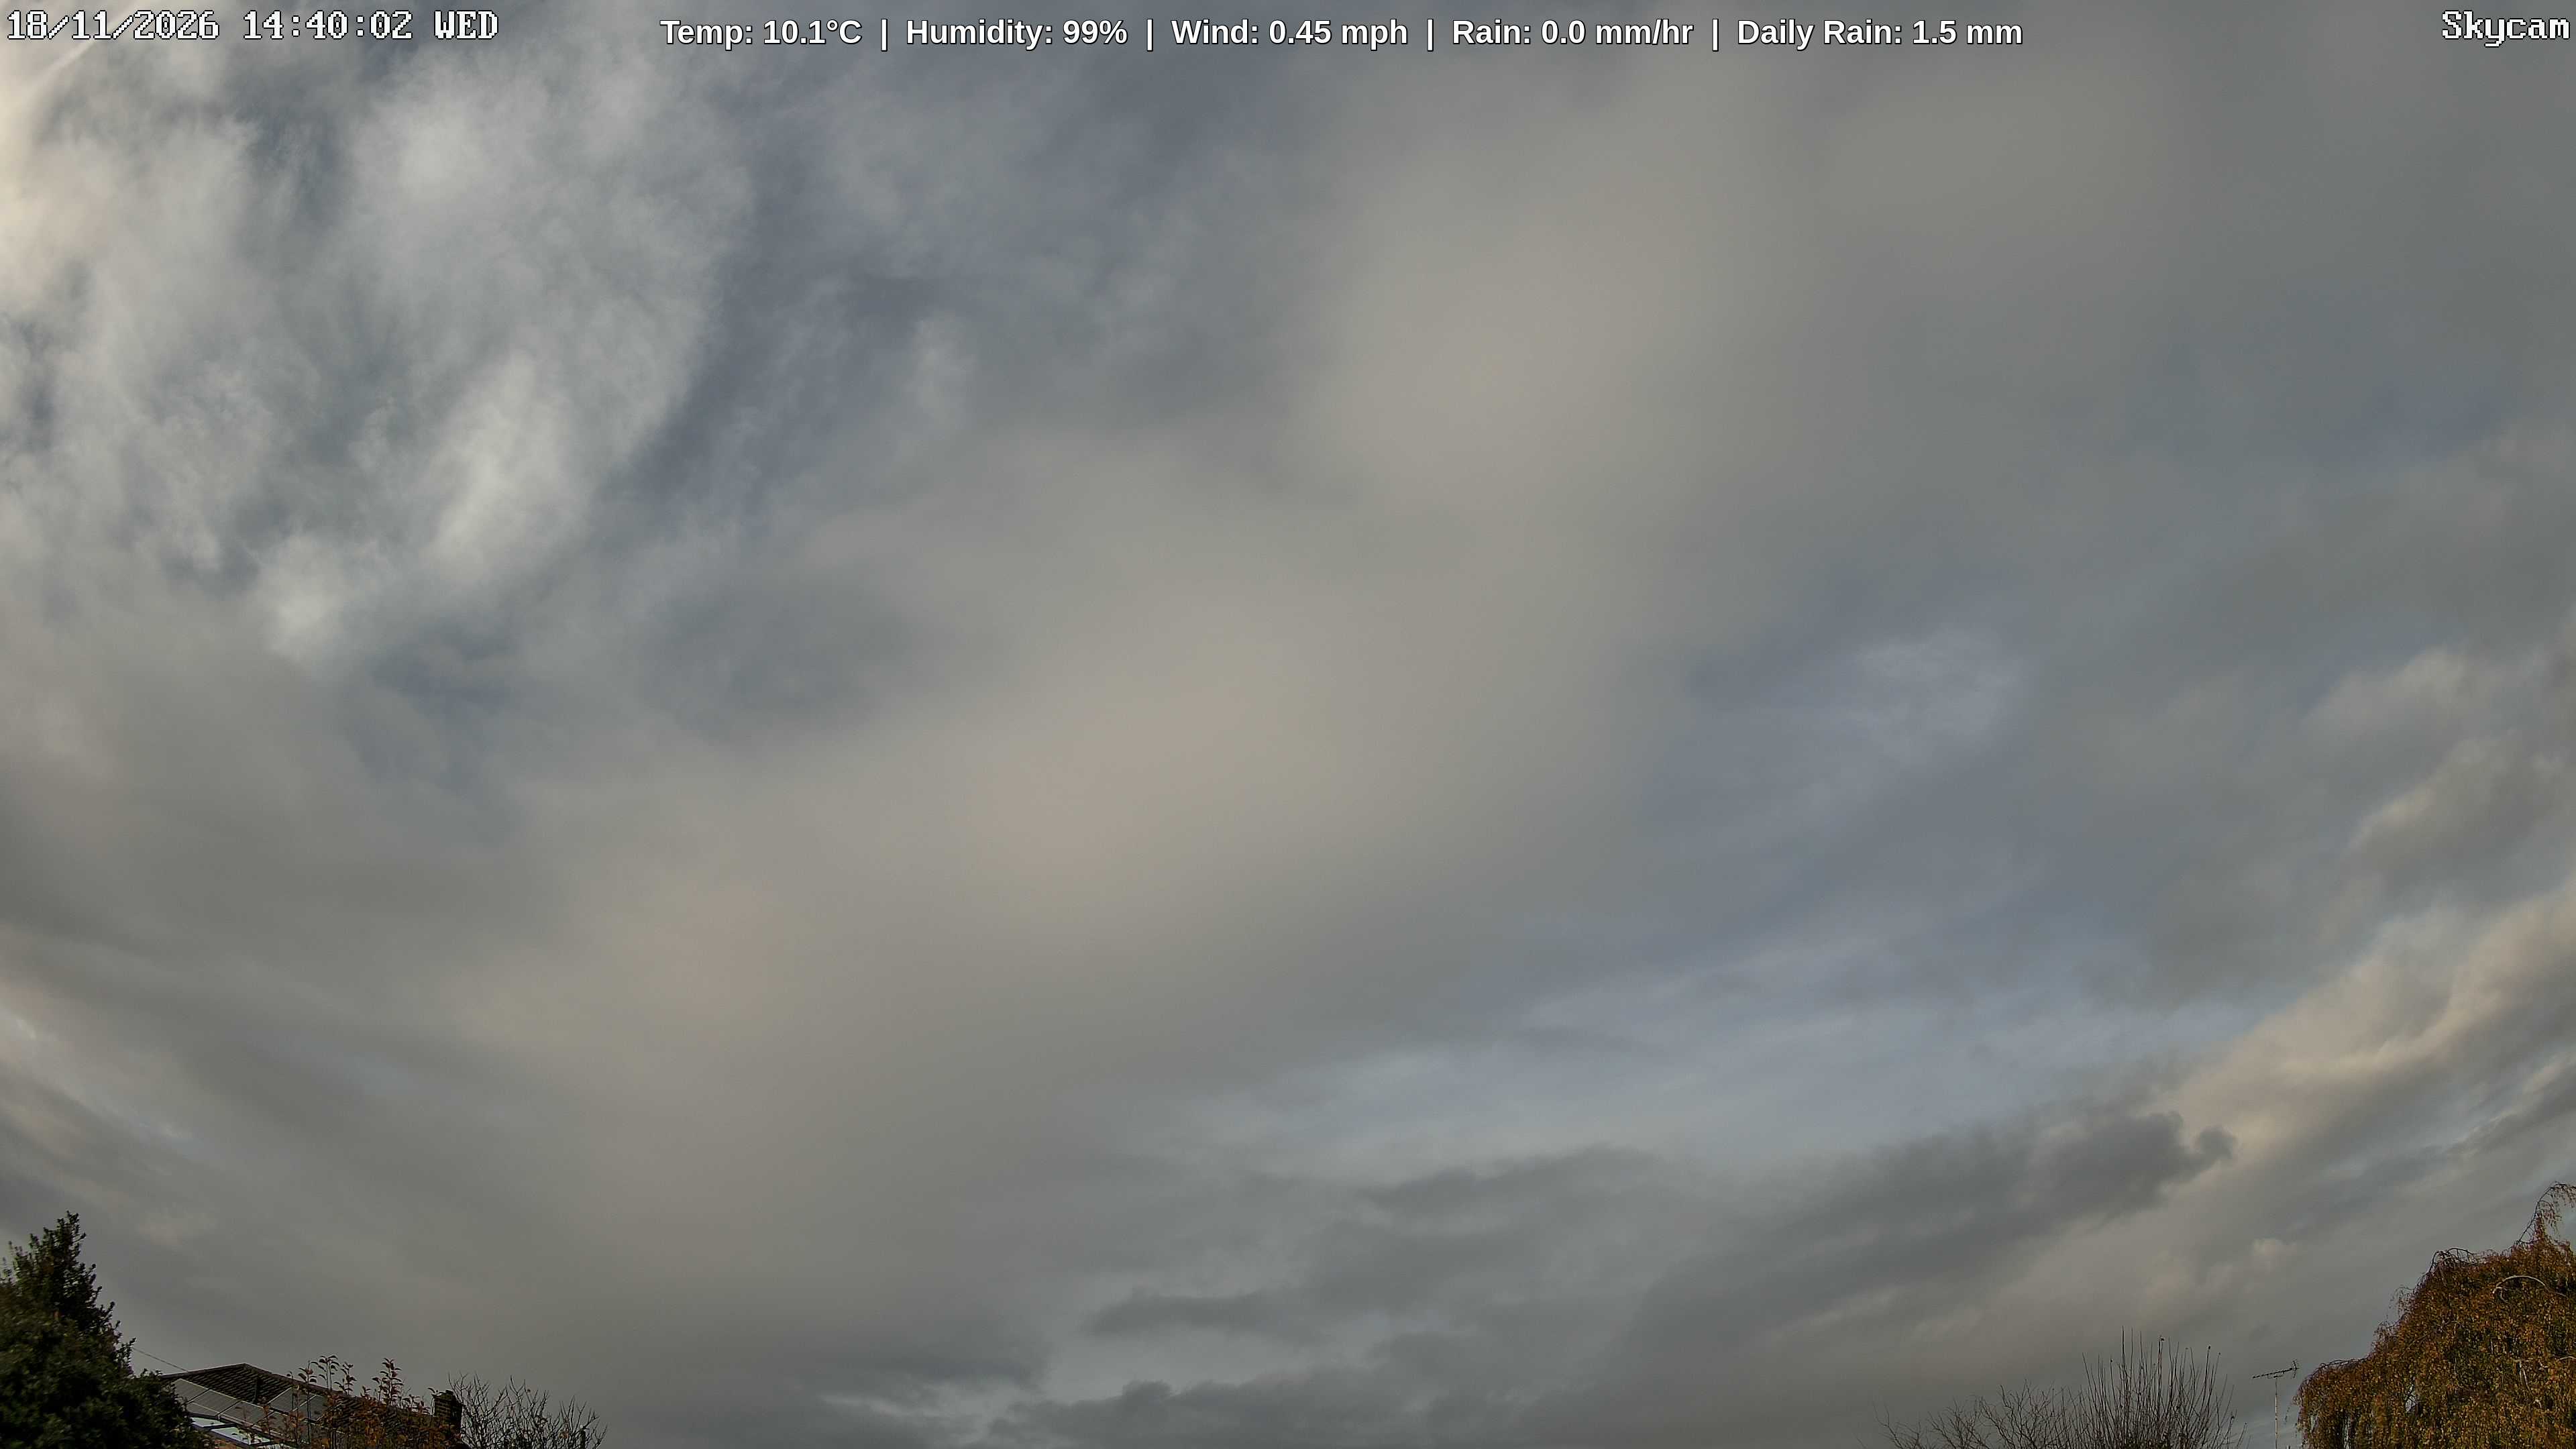 18/11/2026 14:40:02 WED
Temp: 10.1°C | Humidity: 99% | Wind: 0.45 mph | Rain: 0.0 mm/hr | Daily Rain: 1.5 mm
Skycam